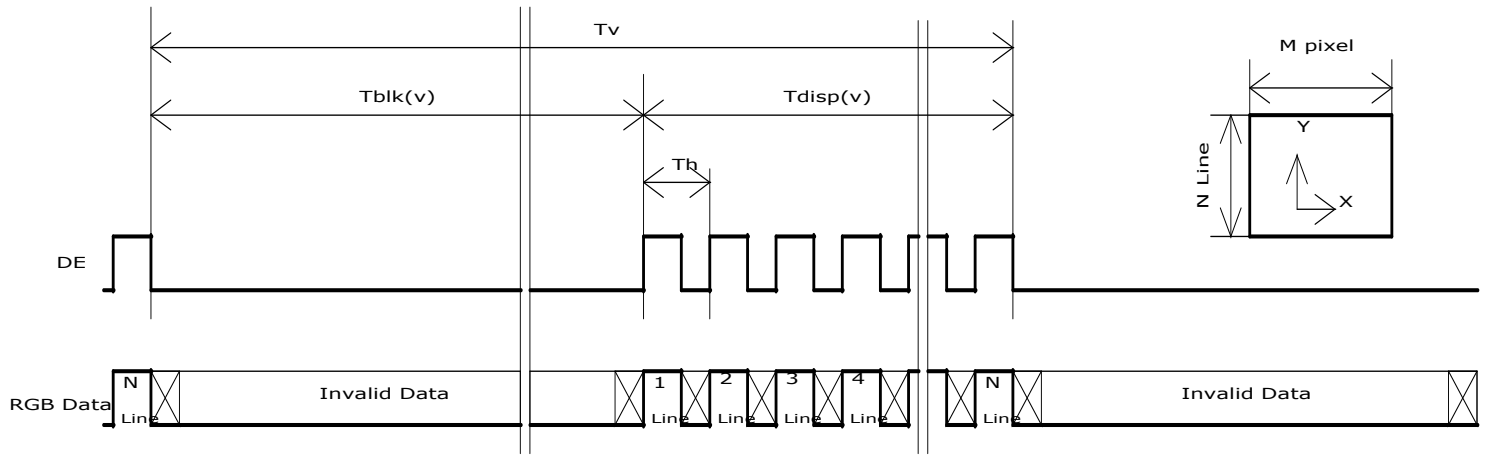 Tv
M pixel
Tblk(v)
Tdisp(v)
Y
N Line
Th
X
DE
N
Line
Invalid Data
1
Line
2
Line
3
Line
4
Line
N
Line
Invalid Data
RGB Data